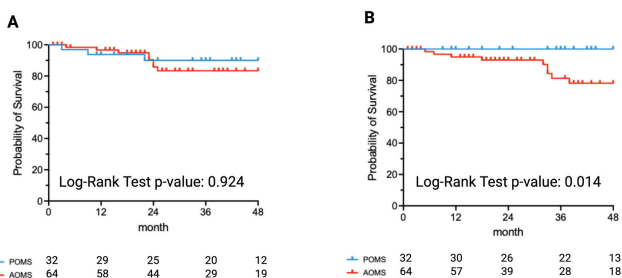 A
Probability of Survival
100
80
60
40
20
0
Log-Rank Test p-value: 0.924
0 12 24 36 48
month
POMS 32 29 25 20 12
AOMS 64 58 44 29 19
B
Probability of Survival
100
80
60
40
20
0
Log-Rank Test p-value: 0.014
0 12 24 36 48
month
POMS 32 30 26 22 13
AOMS 64 57 39 28 18